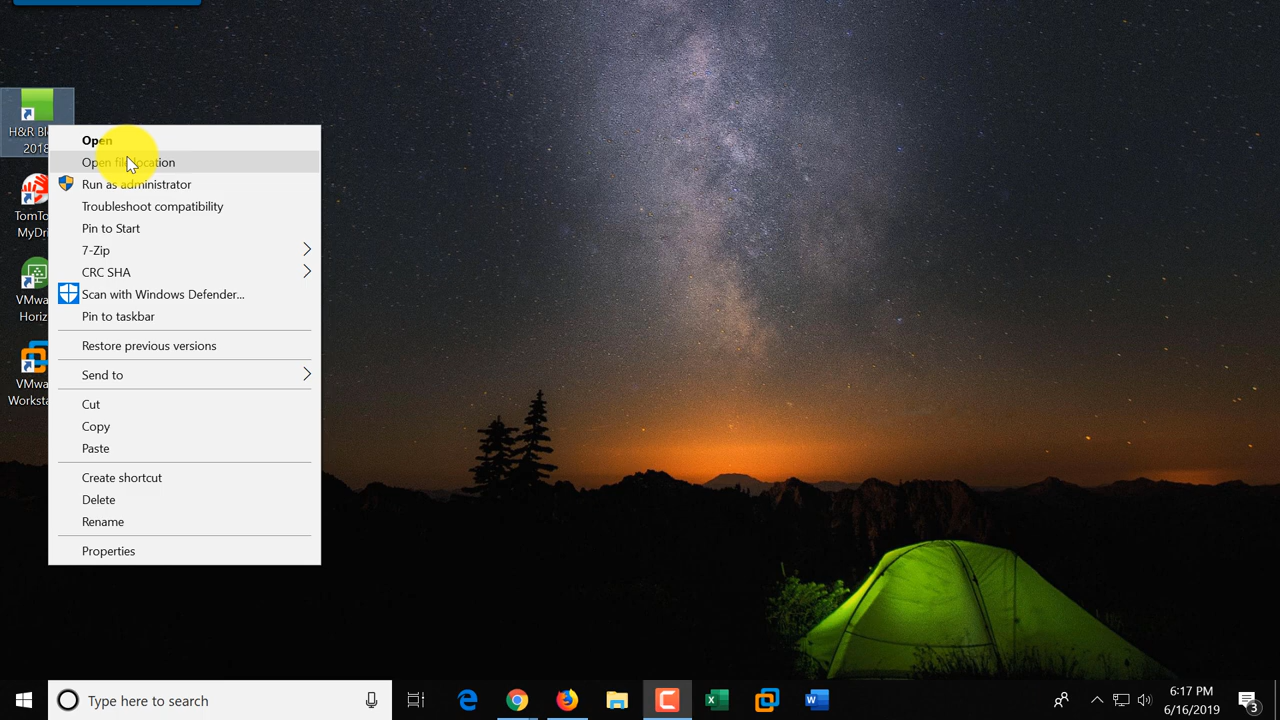 H&R Bl
2018
TomTo
MyDri
VMwa
Horiz
VMwa
Worksta
Open
Open file location
Run as administrator
Troubleshoot compatibility
Pin to Start
7-Zip
CRC SHA
Scan with Windows Defender...
Pin to taskbar
Restore previous versions
Send to
Cut
Copy
Paste
Create shortcut
Delete
Rename
Properties
Type here to search
6:17 PM
6/16/2019
3